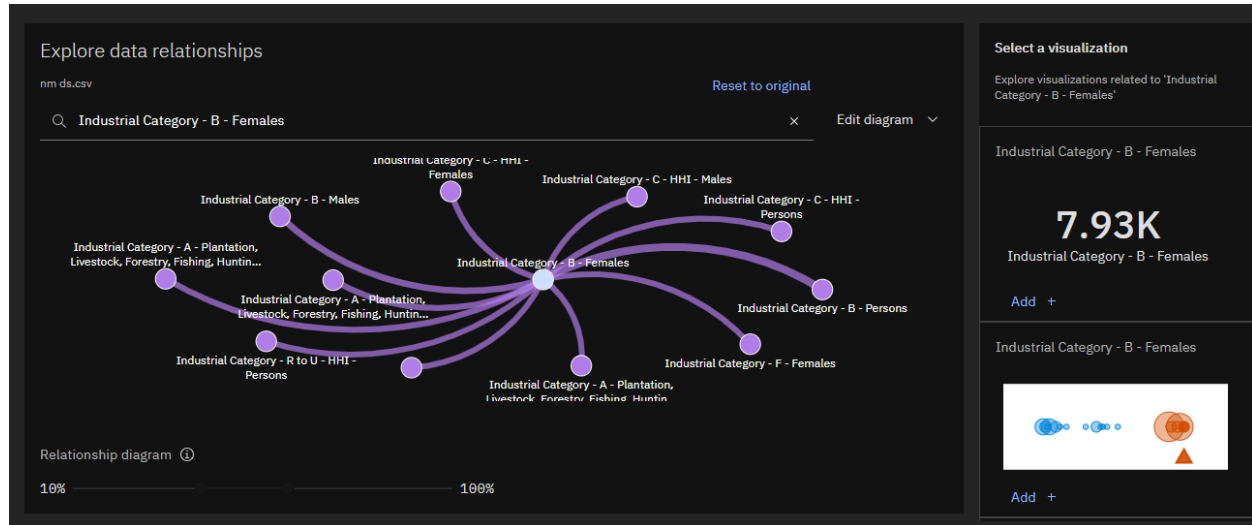 Explore data relationships
nm ds.csv
Reset to original
Industrial Category - B - Females
×
Edit diagram
Industrial Category - C - HHI -
Females
Industrial Category - C - HHI - Males
Industrial Category - B - Males
Industrial Category - C - HHI -
Persons
Industrial Category - A - Plantation,
Livestock, Forestry, Fishing, Huntin...
Industrial Category - B - Females
Industrial Category - A - Plantation,
Livestock, Forestry, Fishing, Huntin...
Industrial Category - B - Persons
Industrial Category - R to U - HHI -
Persons
Industrial Category - F - Females
Industrial Category - A - Plantation,
Livestock, Forestry, Fishing, Huntin
Relationship diagram
10%
100%
Select a visualization
Explore visualizations related to 'Industrial
Category - B - Females'
Industrial Category - B - Females
7.93K
Industrial Category - B - Females
Add +
Industrial Category - B - Females
Add +